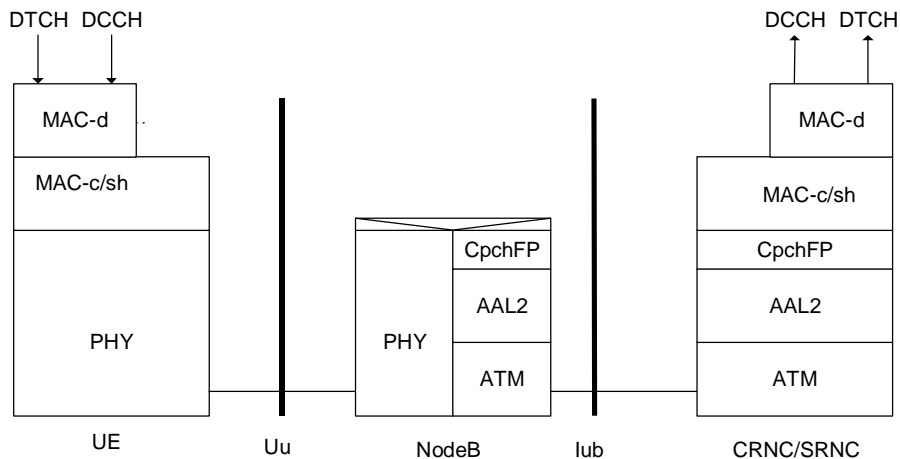 DTCH DCCH
DCCH DTCH
MAC-d
MAC-d
MAC-c/sh
MAC-c/sh
CpchFP
CpchFP
PHY
PHY
AAL2
AAL2
ATM
ATM
UE
Uu
NodeB
Iub
CRNC/SRNC